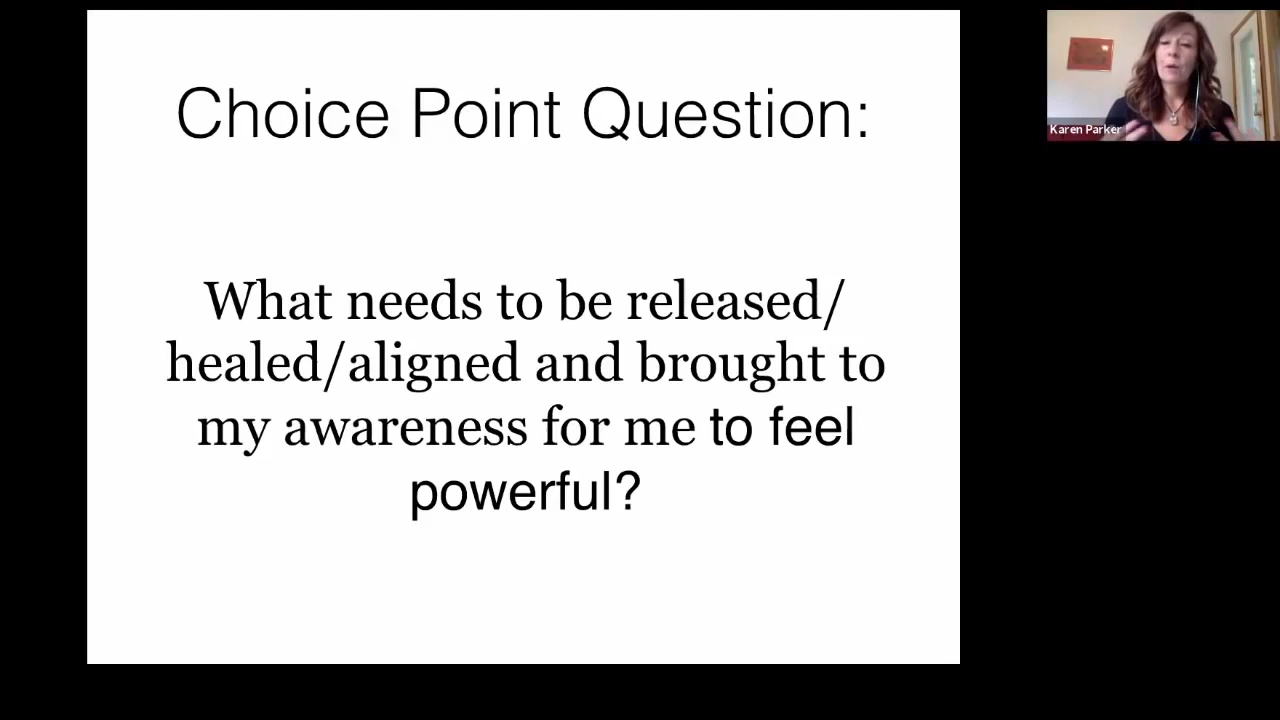 Choice Point Question:
What needs to be released/
healed/aligned and brought to
my awareness for me to feel
powerful?
Karen Parker